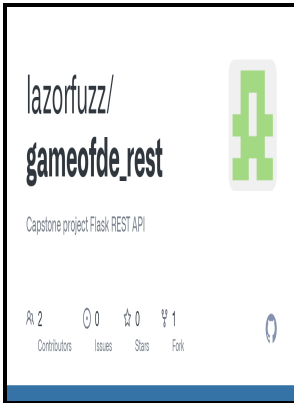 lazorfuzz/
gameofde_rest
Capstone project Flask REST API
2 0 0 1
Contributors Issues Stars Fork